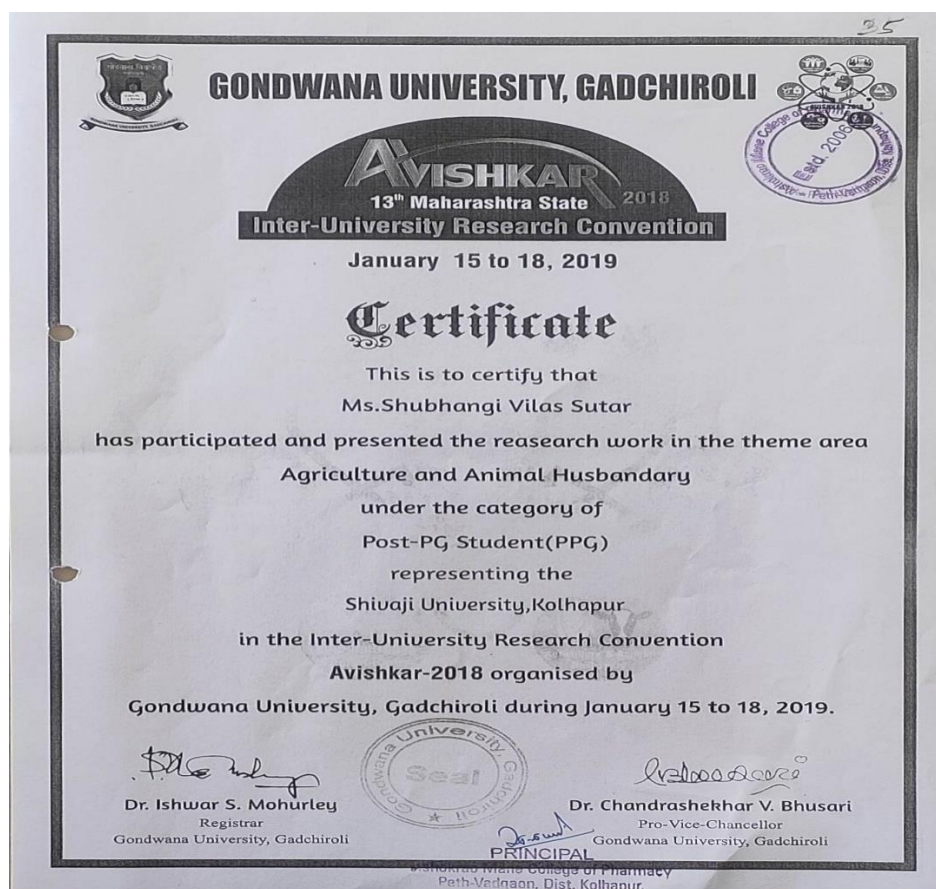 35
GONDWANA UNIVERSITY, GADCHIROLI
AVISHKAR
2018
13th Maharashtra State
Inter-University Research Convention
Estd. 2006
January 15 to 18, 2019
Certificate
This is to certify that
Ms.Shubhangi Vilas Sutar
has participated and presented the reasearch work in the theme area
Agriculture and Animal Husbandary
under the category of
Post-PG Student(PPG)
representing the
Shivaji University,Kolhapur
in the Inter-University Research Convention
Avishkar-2018 organised by
Gondwana University, Gadchiroli during January 15 to 18, 2019.
Gondwana University, Gadchiroli
Seal
Dr. Ishwar S. Mohurley
Registrar
Gondwana University, Gadchiroli
Dr. Chandrashekhar V. Bhusari
Pro-Vice-Chancellor
Gondwana University, Gadchiroli
PRINCIPAL
Mane College of Pharmacy
Peth-Vadgaon, Dist. Kolhapur.